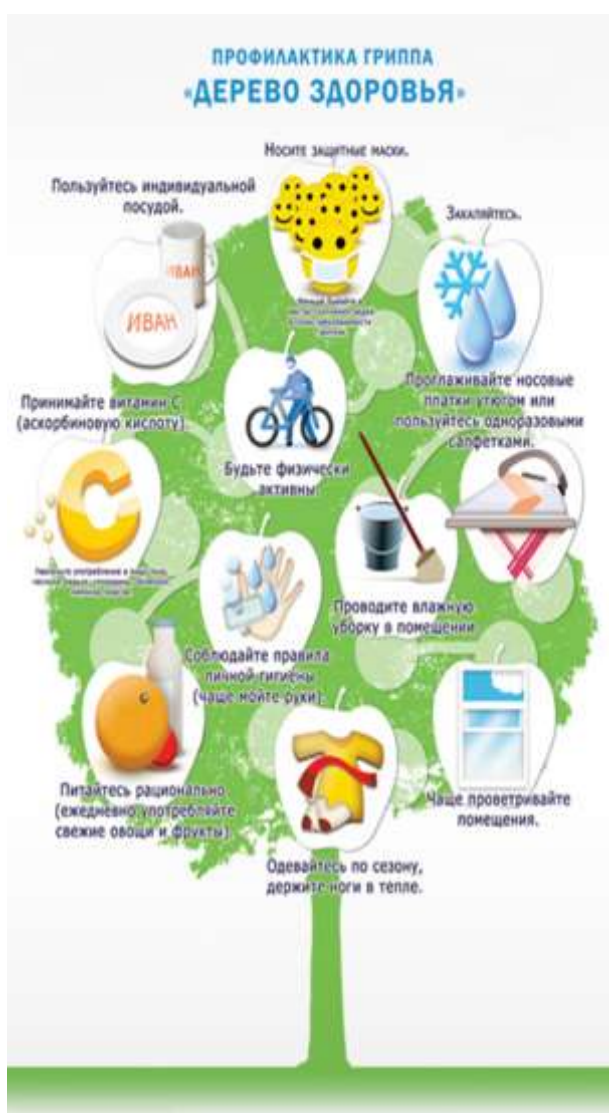 ПРОФИЛАКТИКА ГРИППА
«ДЕРЕВО ЗДОРОВЬЯ»
Носите защитные маски.
Пользуйтесь индивидуальной
посудой.
ИВАН
ИВАН
Закаляйтесь.
Принимайте витамин С
(аскорбиновую кислоту)
Будьте физически
активны
Проглаживайте носовые
платки утюгом или
пользуйтесь одноразовыми
салфетками.
С
Проводите влажную
уборку в помещении
Соблюдайте правила
личной гигиены
(чаще мойте руки)
Питайтесь рационально
(ежедневно употребляйте
свежие овощи и фрукты)
Чаще проветривайте
помещения.
Одевайтесь по сезону,
держите ноги в тепле.